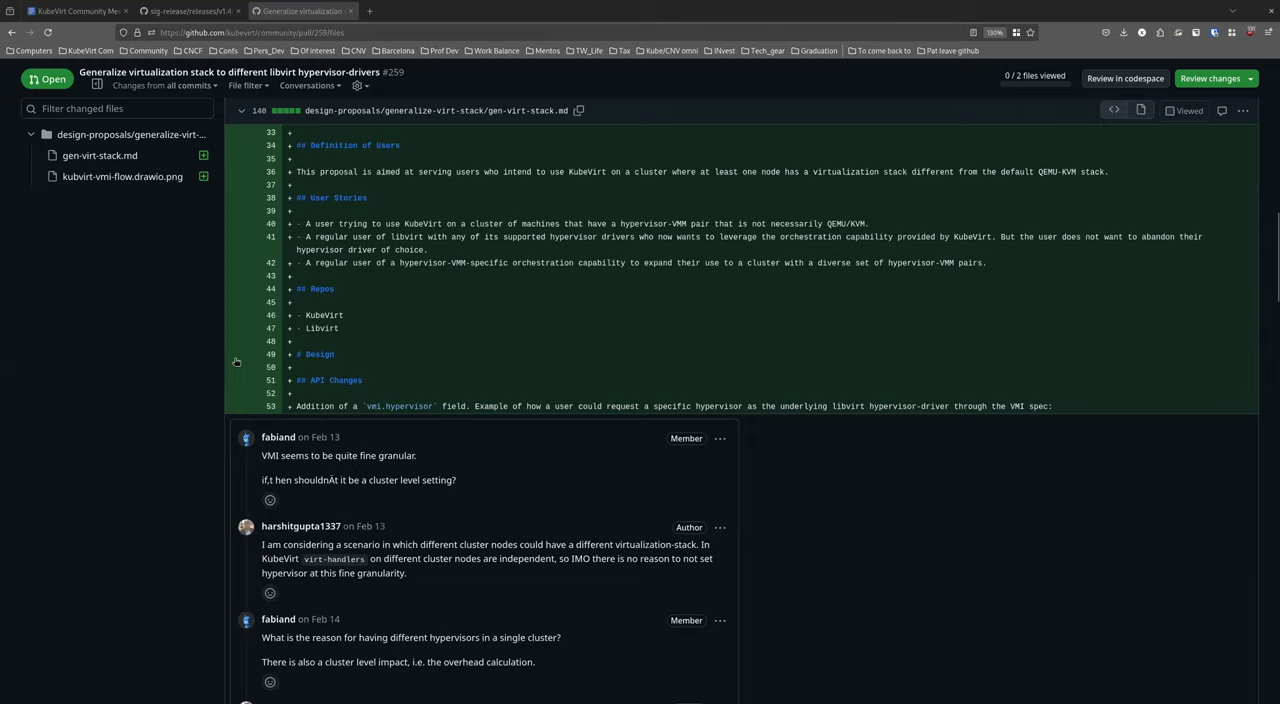 KubeVirt Community Me
sig-release/releases/v1.4
Generalize virtualization
https://github.com/kubevirt/community/pull/259/files
130%
Computers
KubeVirt Com
Community
CNCF
Confs
Pers_Dev
Of interest
CNV
Barcelona
Prof Dev
Work Balance
Mentos
TW_Life
Tax
Kube/CNV omni
INvest
Tech_gear
Graduation
To come back to
Pat leave github
Open
Generalize virtualization stack to different libvirt hypervisor-drivers #259
Changes from all commits
File filter
Conversations
0 / 2 files viewed
Review in codespace
Review changes
Filter changed files
design-proposals/generalize-virt-...
gen-virt-stack.md
kubvirt-vmi-flow.drawio.png
140
design-proposals/generalize-virt-stack/gen-virt-stack.md
Viewed
33 +
34 + ## Definition of Users
35 +
36 + This proposal is aimed at serving users who intend to use KubeVirt on a cluster where at least one node has a virtualization stack different from the default QEMU-KVM stack.
37 +
38 + ## User Stories
39 +
40 + - A user trying to use KubeVirt on a cluster of machines that have a hypervisor-VMM pair that is not necessarily QEMU/KVM.
41 + - A regular user of libvirt with any of its supported hypervisor drivers who now wants to leverage the orchestration capability provided by KubeVirt. But the user does not want to abandon their
hypervisor driver of choice.
42 + - A regular user of a hypervisor-VMM-specific orchestration capability to expand their use to a cluster with a diverse set of hypervisor-VMM pairs.
43 +
44 + ## Repos
45 +
46 + - KubeVirt
47 + - Libvirt
48 +
49 + # Design
50 +
51 + ## API Changes
52 +
53 + Addition of a `vmi.hypervisor` field. Example of how a user could request a specific hypervisor as the underlying libvirt hypervisor-driver through the VMI spec:
fabiand on Feb 13
Member
VMI seems to be quite fine granular.
if,t hen shouldnÄt it be a cluster level setting?
harshitgupta1337 on Feb 13
Author
I am considering a scenario in which different cluster nodes could have a different virtualization-stack. In
KubeVirt virt-handlers on different cluster nodes are independent, so IMO there is no reason to not set
hypervisor at this fine granularity.
fabiand on Feb 14
Member
What is the reason for having different hypervisors in a single cluster?
There is also a cluster level impact, i.e. the overhead calculation.